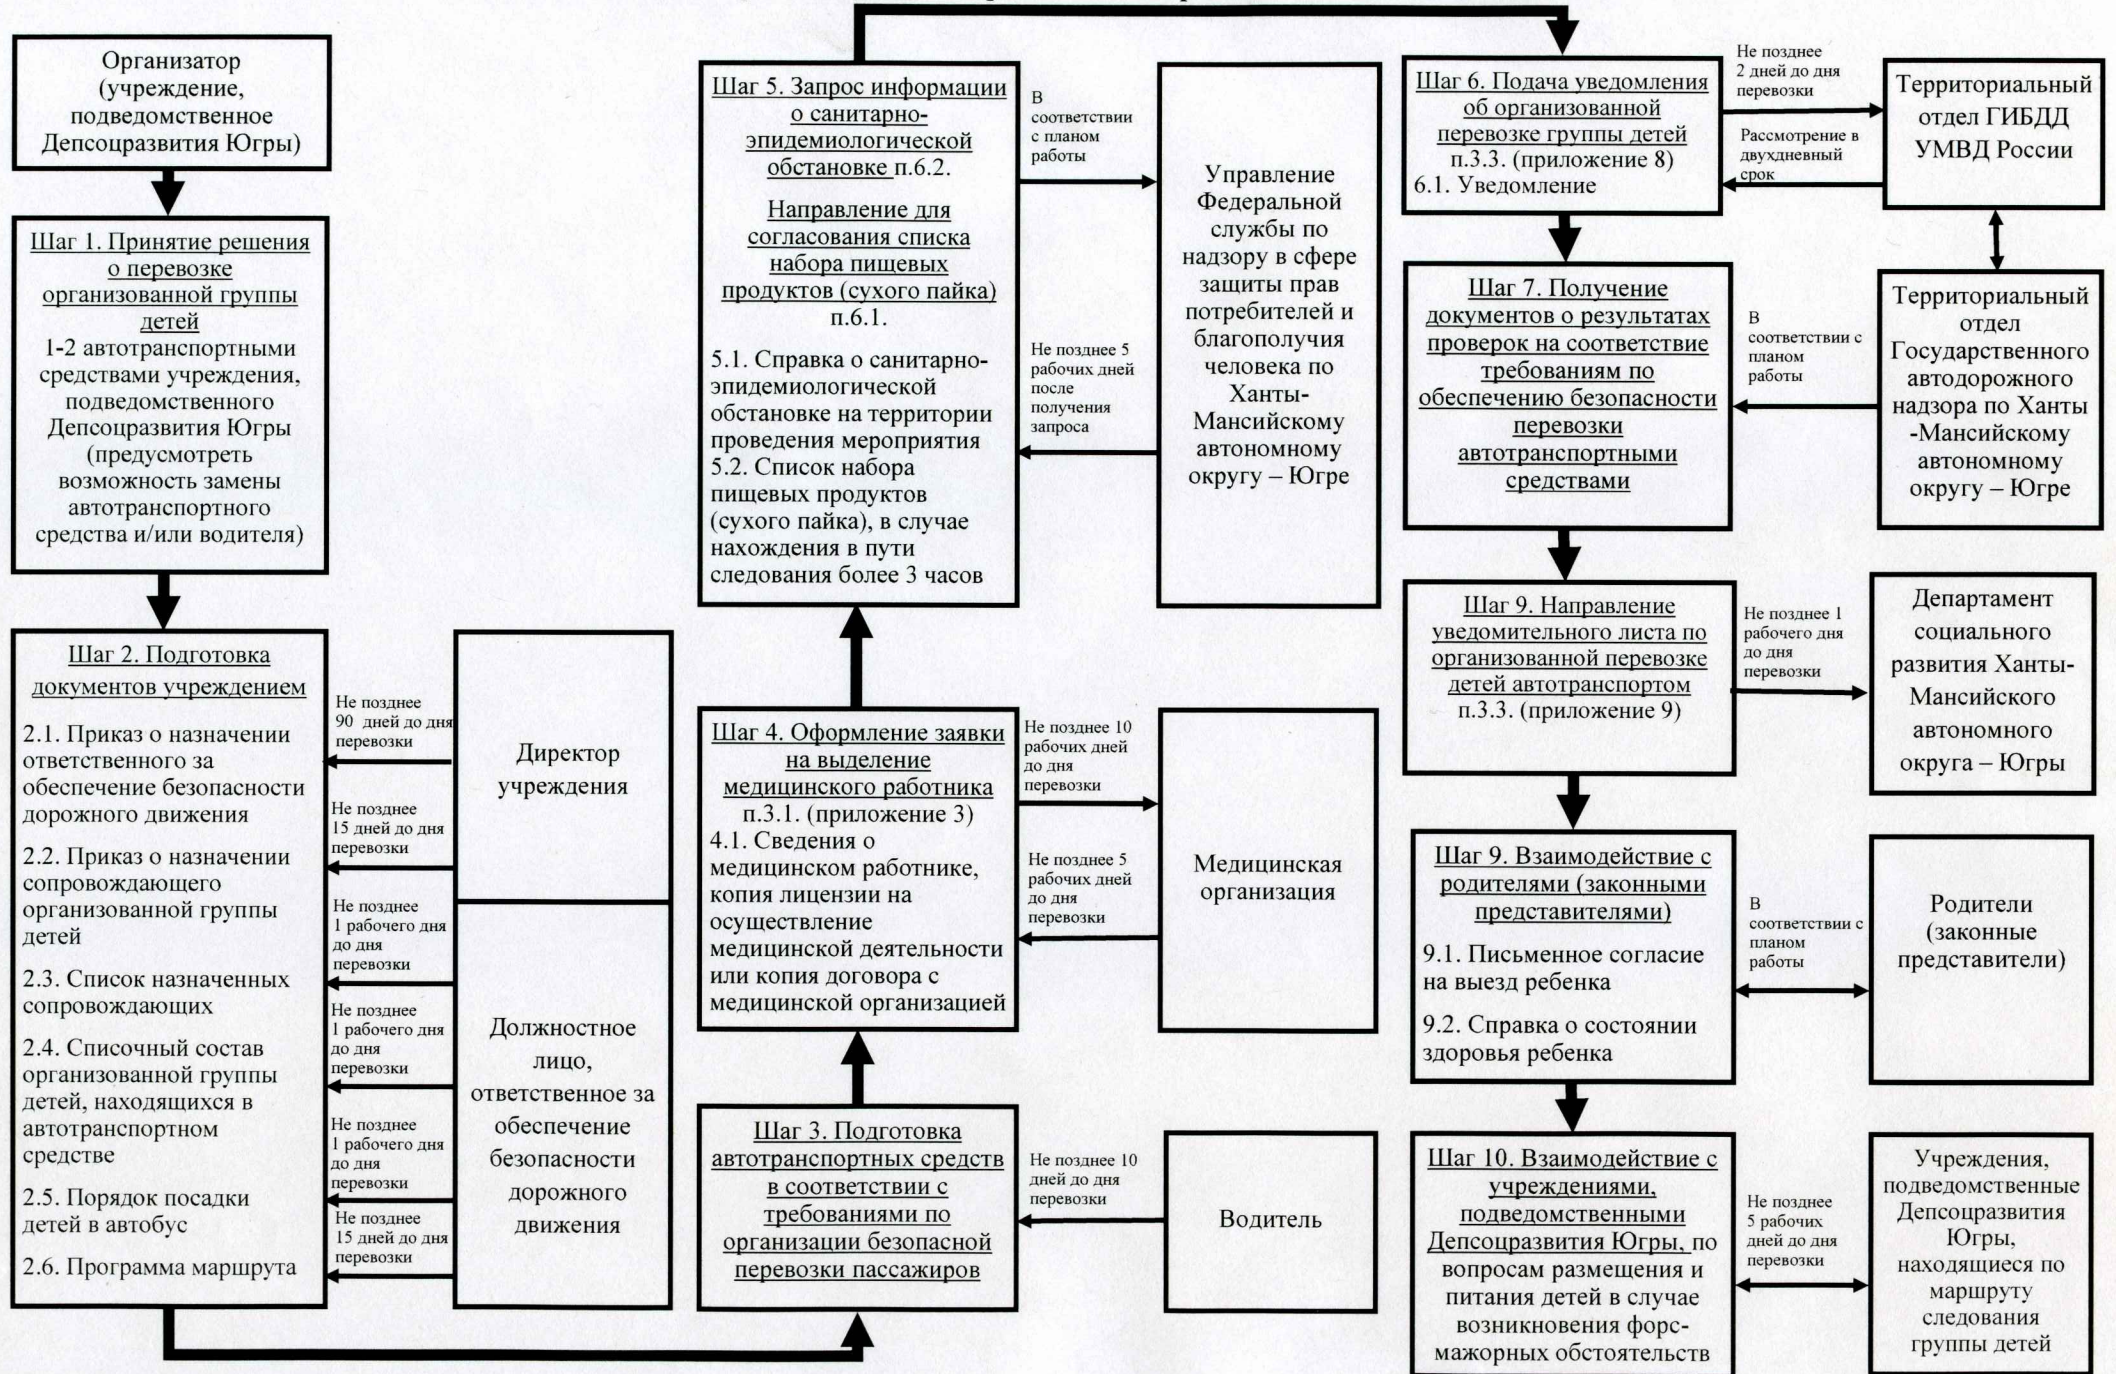 Организатор
(учреждение,
подведомственное
Депсоцразвития Югры)
Шаг 1. Принятие решения
о перевозке
организованной группы
детей
1-2 автотранспортными
средствами учреждения,
подведомственного
Депсоцразвития Югры
(предусмотреть
возможность замены
автотранспортного
средства и/или водителя)
Шаг 2. Подготовка
документов учреждением
2.1. Приказ о назначении
ответственного за
обеспечение безопасности
дорожного движения
2.2. Приказ о назначении
сопровождающего
организованной группы
детей
2.3. Список назначенных
сопровождающих
2.4. Списочный состав
организованной группы
детей, находящихся в
автотранспортном
средстве
2.5. Порядок посадки
детей в автобус
2.6. Программа маршрута
Не позднее
90 дней до дня
перевозки
Не позднее
15 дней до дня
перевозки
Не позднее
1 рабочего дня
до дня
перевозки
Не позднее
1 рабочего дня
до дня
перевозки
Не позднее
1 рабочего дня
до дня
перевозки
Не позднее
15 дней до дня
перевозки
Директор
учреждения
Должностное
лицо,
ответственное за
обеспечение
безопасности
дорожного
движения
Шаг 3. Подготовка
автотранспортных средств
в соответствии с
требованиями по
организации безопасной
перевозки пассажиров
Не позднее 10
дней до дня
перевозки
Водитель
Шаг 4. Оформление заявки
на выделение
медицинского работника
п.3.1. (приложение 3)
4.1. Сведения о
медицинском работнике,
копия лицензии на
осуществление
медицинской деятельности
или копия договора с
медицинской организацией
Не позднее 10
рабочих дней
до дня
перевозки
Не позднее 5
рабочих дней
до дня
перевозки
Медицинская
организация
Шаг 5. Запрос информации
о санитарно-
эпидемиологической
обстановке п.6.2.
Направление для
согласования списка
набора пищевых
продуктов (сухого пайка)
п.6.1.
5.1. Справка о санитарно-
эпидемиологической
обстановке на территории
проведения мероприятия
5.2. Список набора
пищевых продуктов
(сухого пайка), в случае
нахождения в пути
следования более 3 часов
В
соответствии
с планом
работы
Не позднее 5
рабочих дней
после
получения
запроса
Управление
Федеральной
службы по
надзору в сфере
защиты прав
потребителей и
благополучия
человека по
Ханты-
Мансийскому
автономному
округу – Югре
Шаг 6. Подача уведомления
об организованной
перевозке группы детей
п.3.3. (приложение 8)
6.1. Уведомление
Не позднее
2 дней до дня
перевозки
Рассмотрение в
двухдневный
срок
Территориальный
отдел ГИБДД
УМВД России
Шаг 7. Получение
документов о результатах
проверок на соответствие
требованиям по
обеспечению безопасности
перевозки
автотранспортными
средствами
В
соответствии с
планом
работы
Территориальный
отдел
Государственного
автодорожного
надзора по Ханты
-Мансийскому
автономному
округу – Югре
Шаг 9. Направление
уведомительного листа по
организованной перевозке
детей автотранспортом
п.3.3. (приложение 9)
Не позднее 1
рабочего дня
до дня
перевозки
Департамент
социального
развития Ханты-
Мансийского
автономного
округа – Югры
Шаг 9. Взаимодействие с
родителями (законными
представителями)
9.1. Письменное согласие
на выезд ребенка
9.2. Справка о состоянии
здоровья ребенка
В
соответствии с
планом
работы
Родители
(законные
представители)
Шаг 10. Взаимодействие с
учреждениями,
подведомственными
Депсоцразвития Югры, по
вопросам размещения и
питания детей в случае
возникновения форс-
мажорных обстоятельств
Не позднее
5 рабочих
дней до дня
перевозки
Учреждения,
подведомственные
Депсоцразвития
Югры,
находящиеся по
маршруту
следования
группы детей